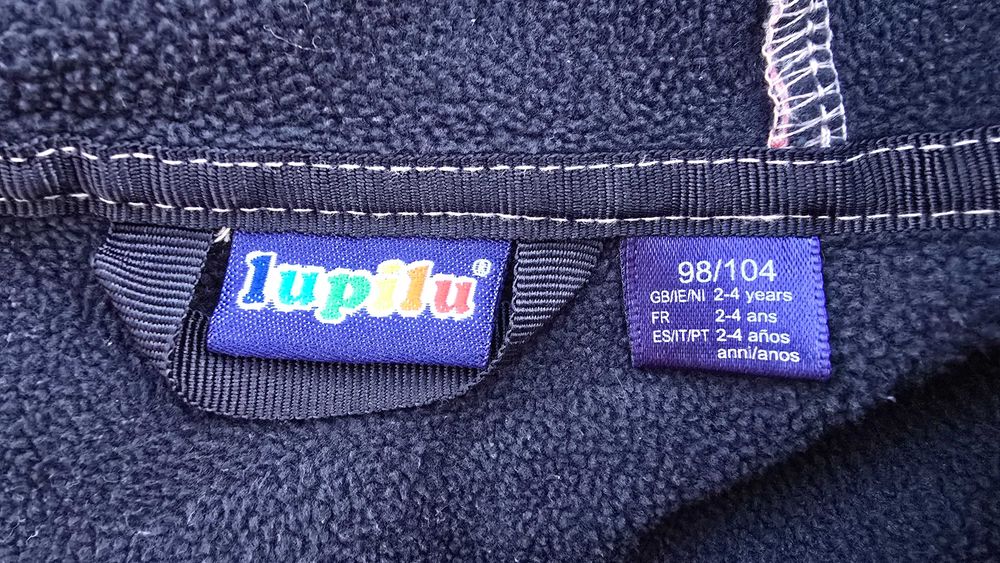 lupilu®
98/104
GB/IE/NI 2-4 years
FR 2-4 ans
ES/IT/PT 2-4 años
anni/anos